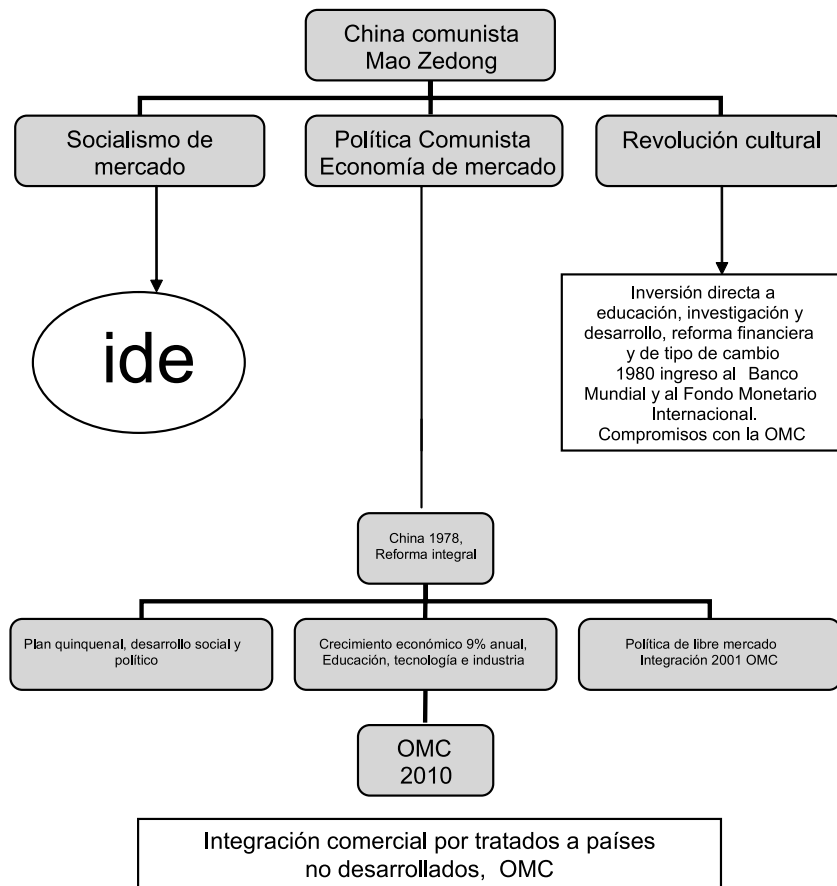 China comunista
Mao Zedong
Socialismo de
mercado
Política Comunista
Economía de mercado
Revolución cultural
ide
Inversión directa a
educación, investigación y
desarrollo, reforma financiera
y de tipo de cambio
1980 ingreso al Banco
Mundial y al Fondo Monetario
Internacional.
Compromisos con la OMC
China 1978,
Reforma integral
Plan quinquenal, desarrollo social y
político
Crecimiento económico 9% anual,
Educación, tecnología e industria
Política de libre mercado
Integración 2001 OMC
OMC
2010
Integración comercial por tratados a países
no desarrollados, OMC